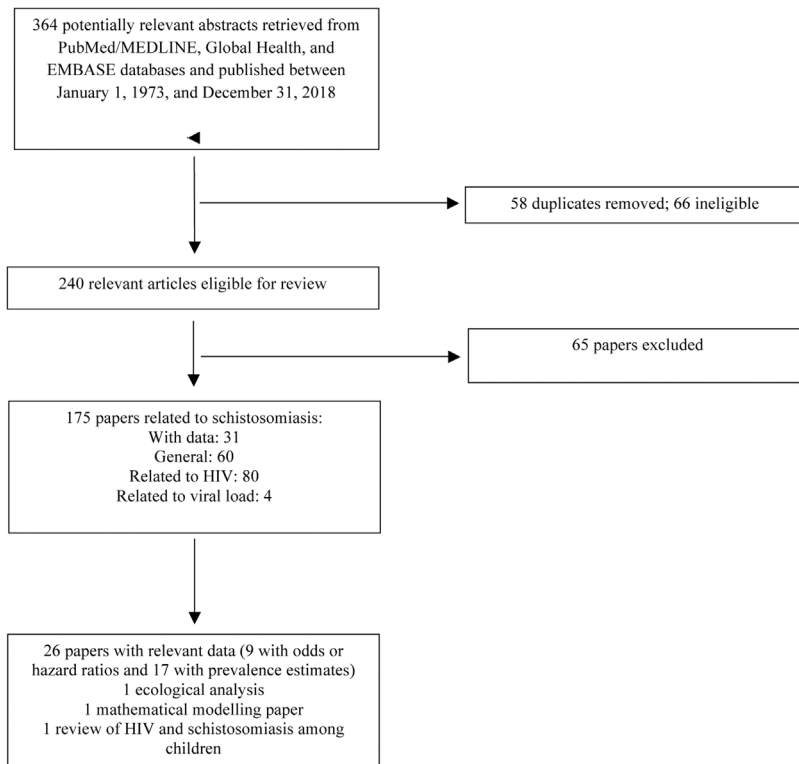 364 potentially relevant abstracts retrieved from
PubMed/MEDLINE, Global Health, and
EMBASE databases and published between
January 1, 1973, and December 31, 2018
58 duplicates removed; 66 ineligible
240 relevant articles eligible for review
65 papers excluded
175 papers related to schistosomiasis:
With data: 31
General: 60
Related to HIV: 80
Related to viral load: 4
26 papers with relevant data (9 with odds or
hazard ratios and 17 with prevalence estimates)
1 ecological analysis
1 mathematical modelling paper
1 review of HIV and schistosomiasis among
children